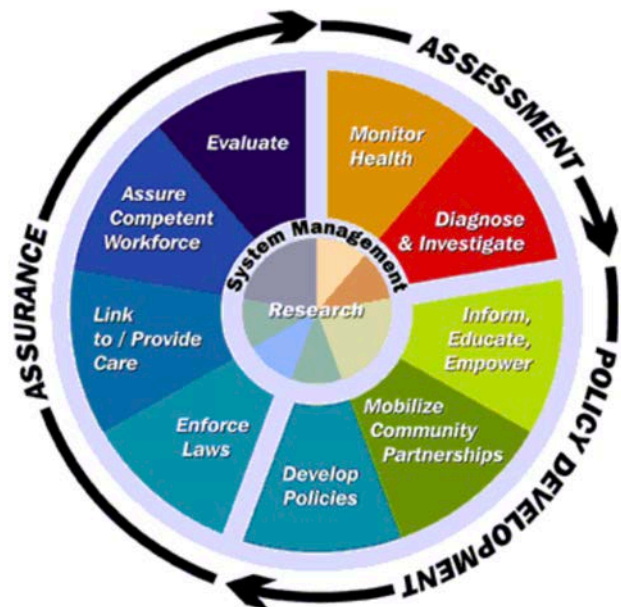 ASSESSMENT
Monitor
Health
Diagnose
& Investigate
POLICY DEVELOPMENT
Inform,
Educate,
Empower
Mobilize
Community
Partnerships
Develop
Policies
ASSURANCE
Enforce
Laws
Link
to / Provide
Care
Assure
Competent
Workforce
Evaluate
System Management
Research